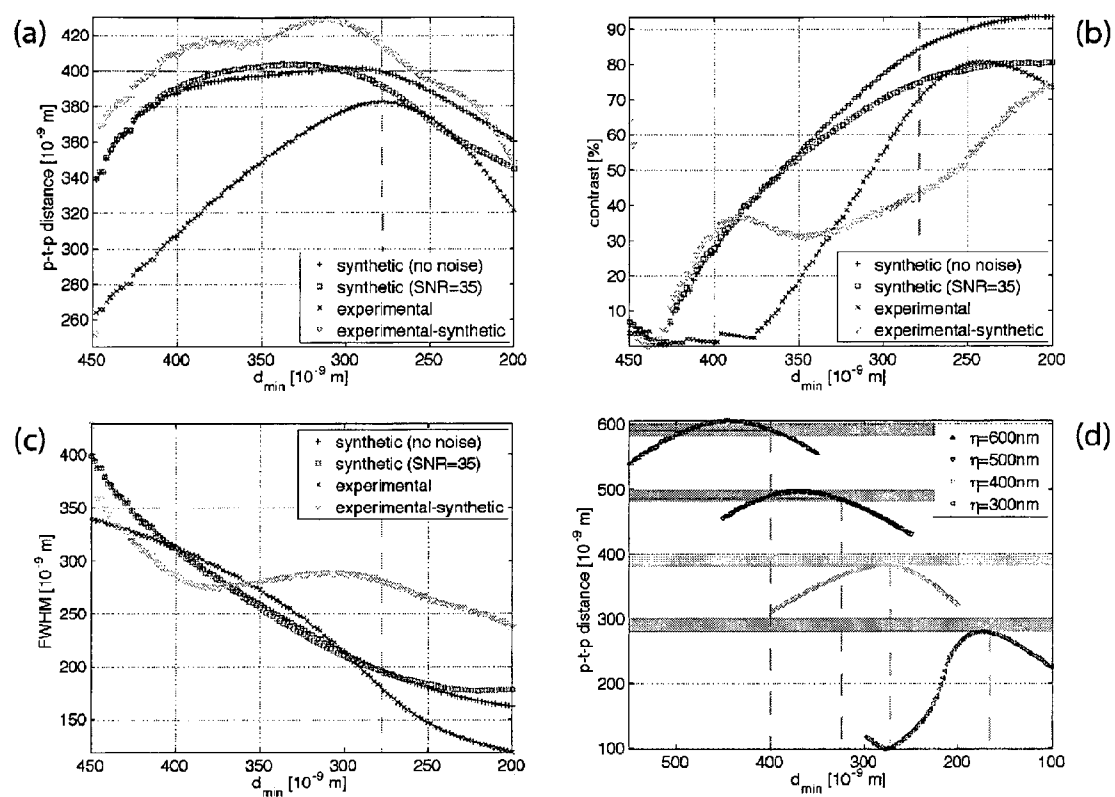 (a)
420
400
380
360
340
320
300
280
260
p-t-p distance [10⁻⁹ m]
synthetic (no noise)
synthetic (SNR=35)
experimental
experimental-synthetic
450 400 350 300 250 200
d_min [10⁻⁹ m]
(b)
90
80
70
60
50
40
30
20
10
contrast [%]
synthetic (no noise)
synthetic (SNR=35)
experimental
experimental-synthetic
450 400 350 300 250 200
d_min [10⁻⁹ m]
(c)
400
350
300
250
200
150
FWHM [10⁻⁹ m]
synthetic (no noise)
synthetic (SNR=35)
experimental
experimental-synthetic
450 400 350 300 250 200
d_min [10⁻⁹ m]
(d)
600
500
400
300
200
100
p-t-p distance [10⁻⁹ m]
η=600nm
η=500nm
η=400nm
η=300nm
500 400 300 200 100
d_min [10⁻⁹ m]